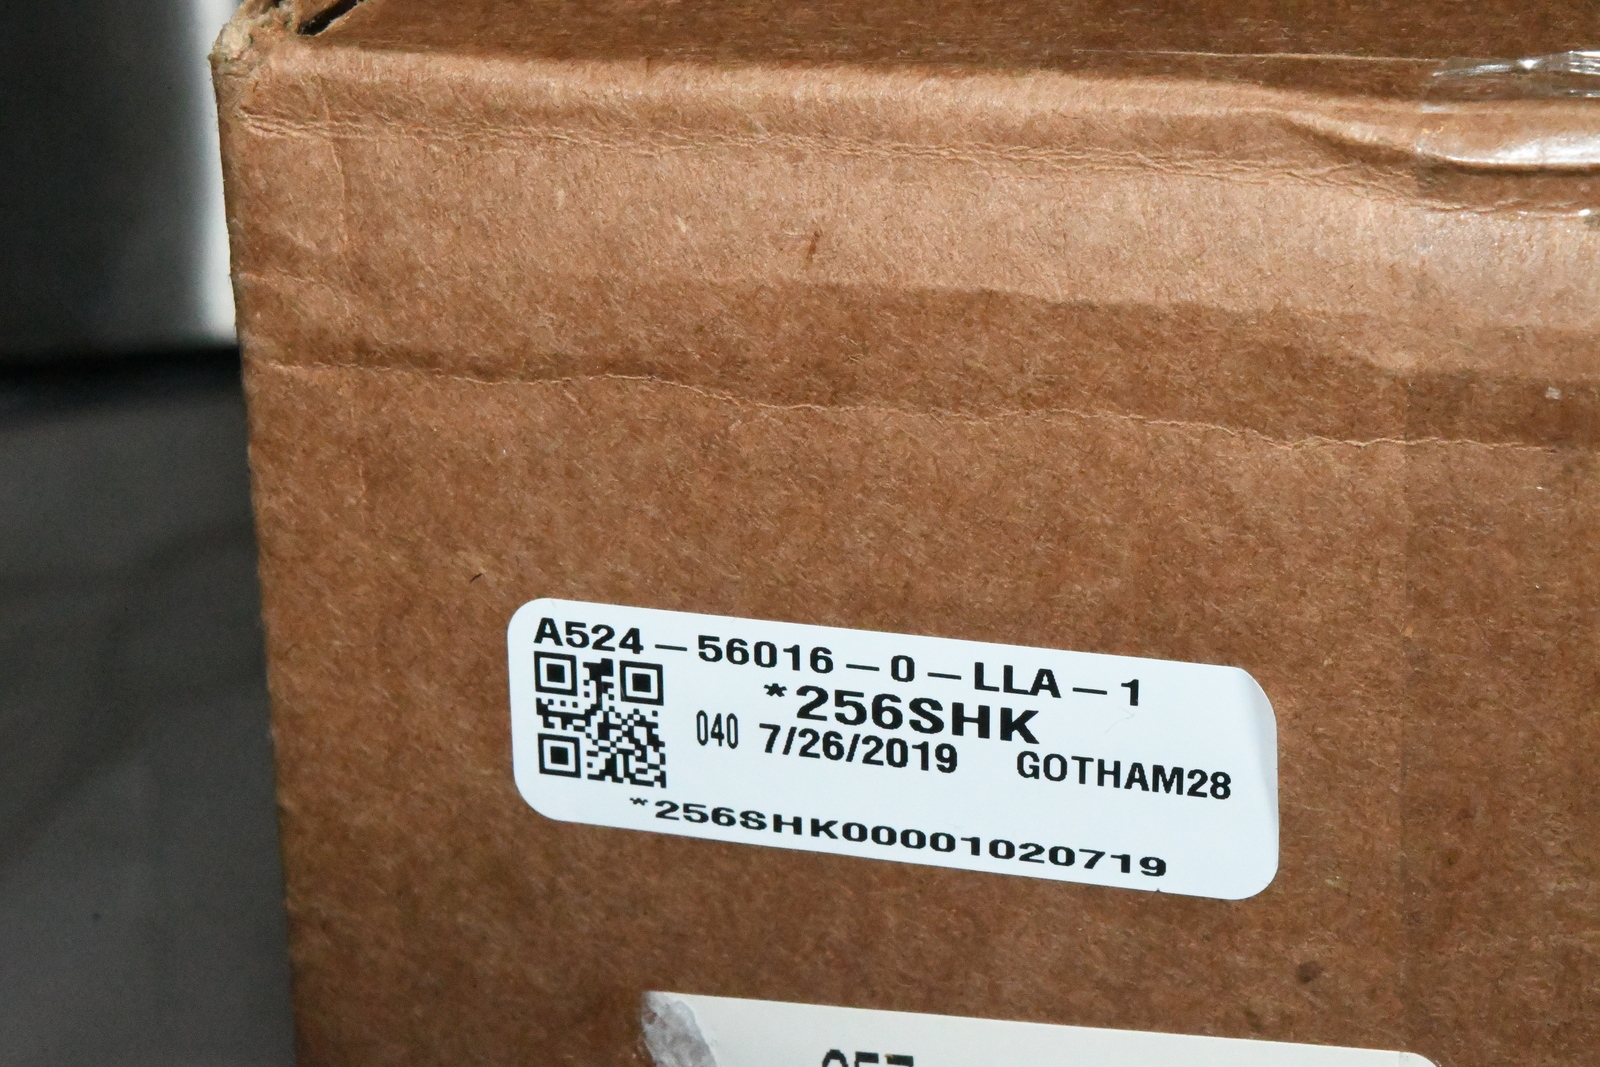 A524-56016-0-LLA-1
*256SHK
040 7/26/2019 GOTHAM28
*256SHK00001020719